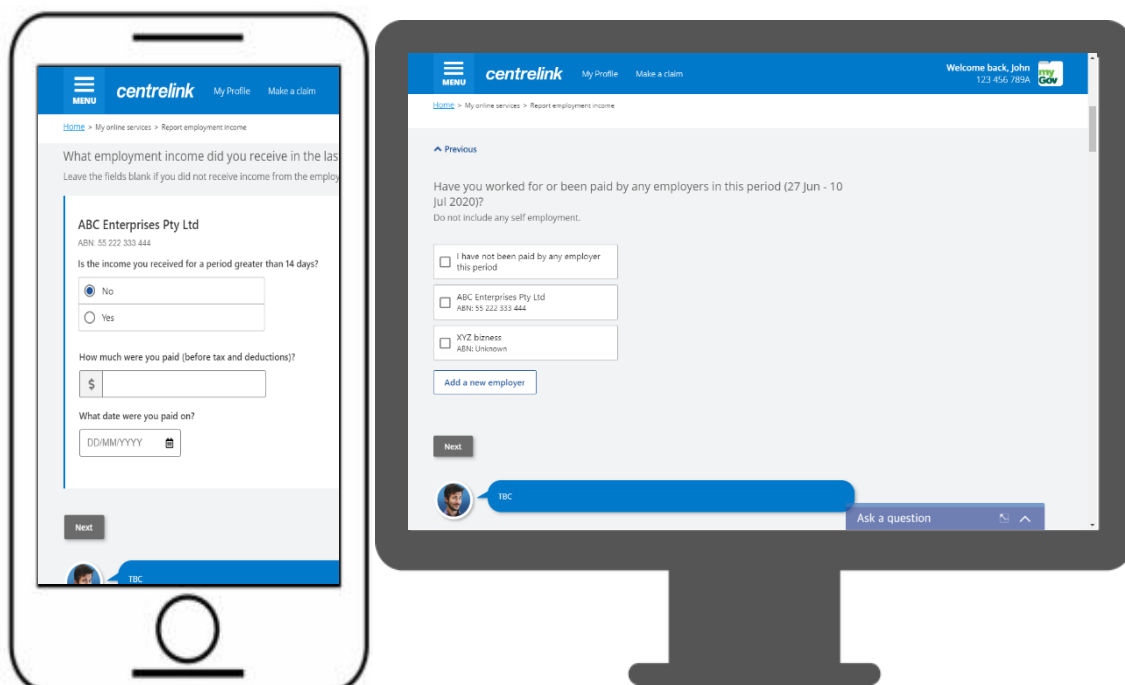 MENU
centrelink
My Profile
Make a claim
Home > My online services > Report employment income
What employment income did you receive in the las
Leave the fields blank if you did not receive income from the employ
ABC Enterprises Pty Ltd
ABN: 55 222 333 444
Is the income you received for a period greater than 14 days?
No
Yes
How much were you paid (before tax and deductions)?
$
What date were you paid on?
DD/MM/YYYY
Next
TBC
MENU
centrelink
My Profile
Make a claim
Welcome back, John
123 456 789A
my
Gov
Home > My online services > Report employment income
Previous
Have you worked for or been paid by any employers in this period (27 Jun - 10
Jul 2020)?
Do not include any self employment.
I have not been paid by any employer
this period
ABC Enterprises Pty Ltd
ABN: 55 222 333 444
XYZ bizness
ABN: Unknown
Add a new employer
Next
TBC
Ask a question